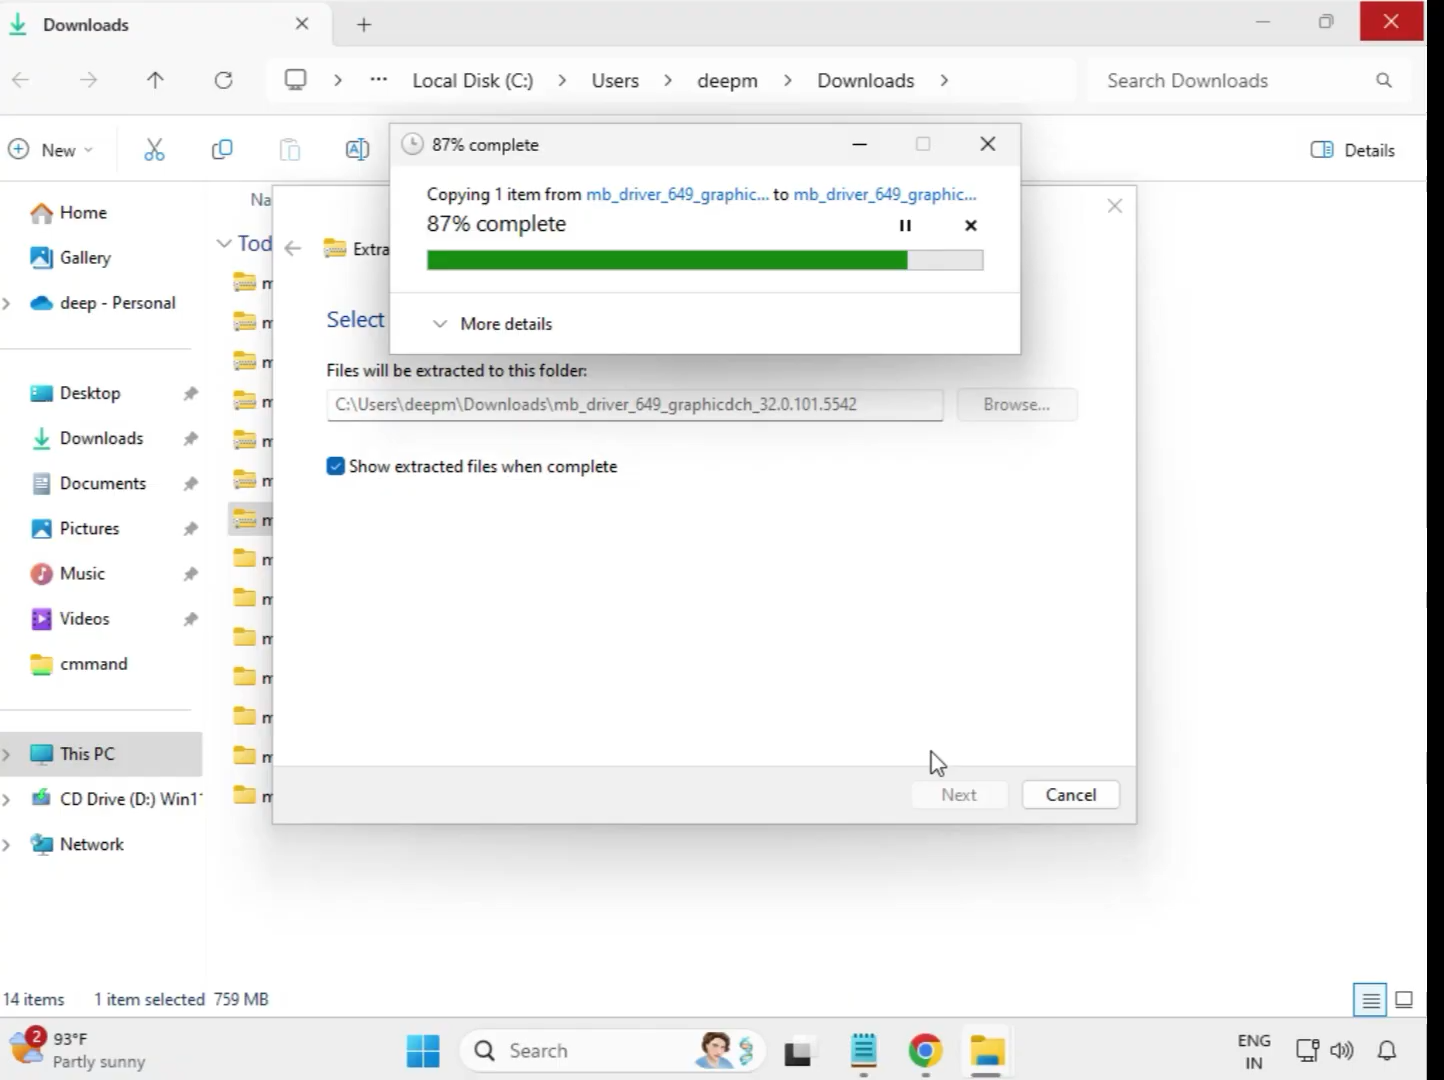 Downloads
Local Disk (C:) Users deepm Downloads
Search Downloads
New
Details
87% complete
Copying 1 item from mb_driver_649_graphic... to mb_driver_649_graphic...
87% complete
More details
Home
Gallery
deep - Personal
Desktop
Downloads
Documents
Pictures
Music
Videos
cmmand
This PC
CD Drive (D:) Win11
Network
Na
Tod
Extra
Select
Files will be extracted to this folder:
C:\Users\deepm\Downloads\mb_driver_649_graphicdch_32.0.101.5542
Browse...
Show extracted files when complete
Next
Cancel
14 items 1 item selected 759 MB
2
93°F
Partly sunny
Search
ENG
IN